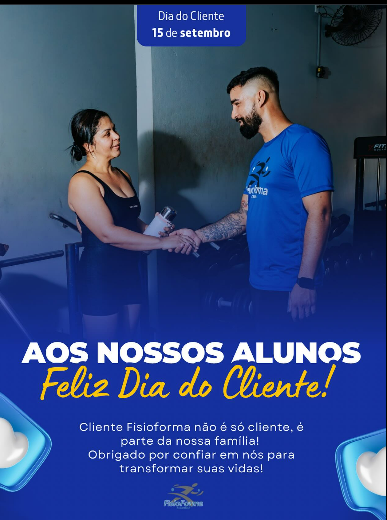 Dia do Cliente
15 de setembro
Fisioforma
AOS NOSSOS ALUNOS
Feliz Dia do Cliente!
Cliente Fisioforma não é só cliente, é
parte da nossa família!
Obrigado por confiar em nós para
transformar suas vidas!